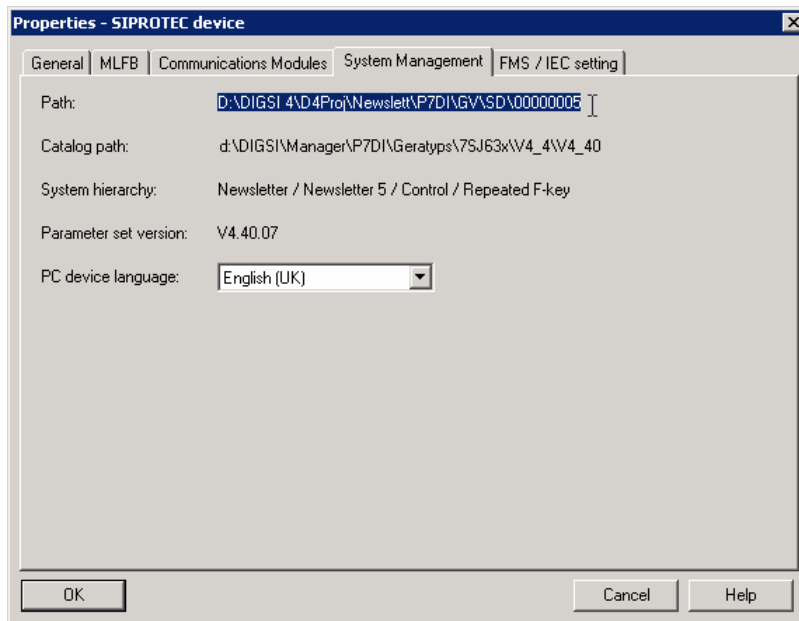 Properties - SIPROTEC device
General MLFB Communications Modules System Management FMS / IEC setting
Path: D:\DIGSI 4\D4Proj\Newslett\P7DI\GV\SD\00000005
Catalog path: d:\DIGSI\Manager\P7DI\Geratyps\7SJ63x\V4_4\V4_40
System hierarchy: Newsletter / Newsletter 5 / Control / Repeated F-key
Parameter set version: V4.40.07
PC device language: English (UK)
OK Cancel Help